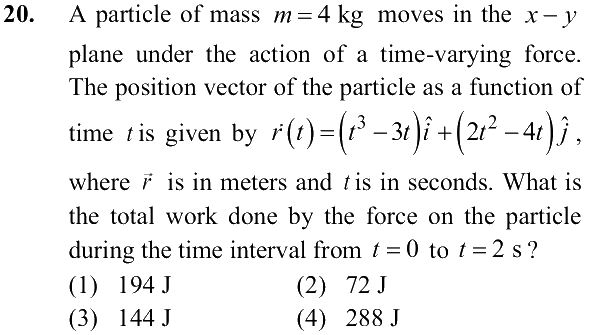 20. A particle of mass m = 4 kg moves in the x − y
plane under the action of a time-varying force.
The position vector of the particle as a function of
time t is given by r⃗(t) = (t³ − 3t)î + (2t² − 4t)ĵ,
where r⃗ is in meters and t is in seconds. What is
the total work done by the force on the particle
during the time interval from t = 0 to t = 2 s?
(1) 194 J (2) 72 J
(3) 144 J (4) 288 J